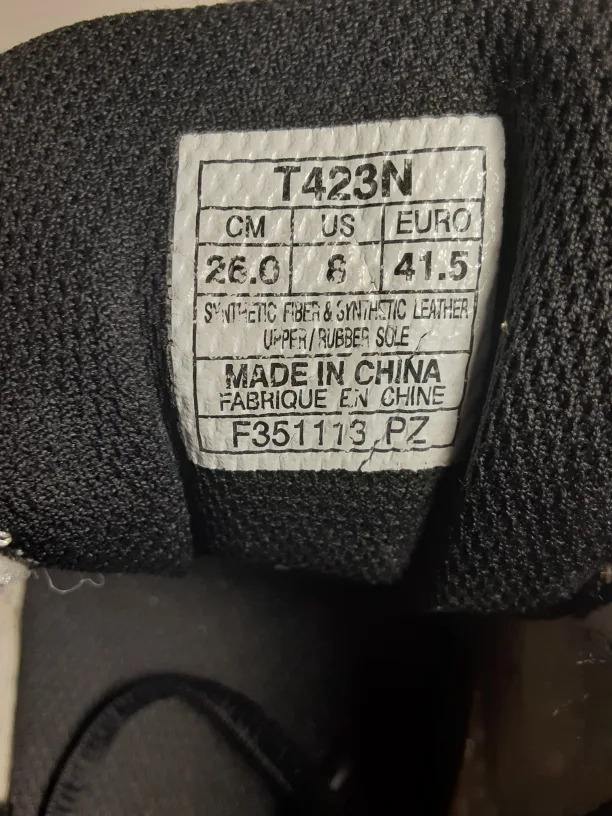 T423N
CM US EURO
26.0 8 41.5
SYNTHETIC FIBER & SYNTHETIC LEATHER
UPPER/RUBBER SOLE
MADE IN CHINA
FABRIQUE EN CHINE
F351113 PZ